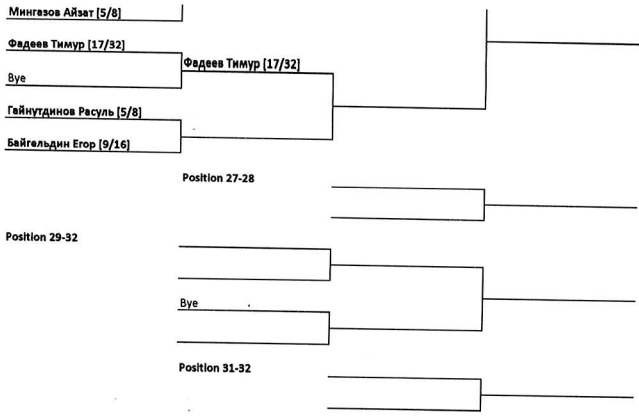 Мингазов Айзат [5/8]
Фадеев Тимур [17/32]
Фадеев Тимур [17/32]
Bye
Гайнутдинов Расуль [5/8]
Байгельдин Егор [9/16]
Position 27-28
Position 29-32
Bye
Position 31-32